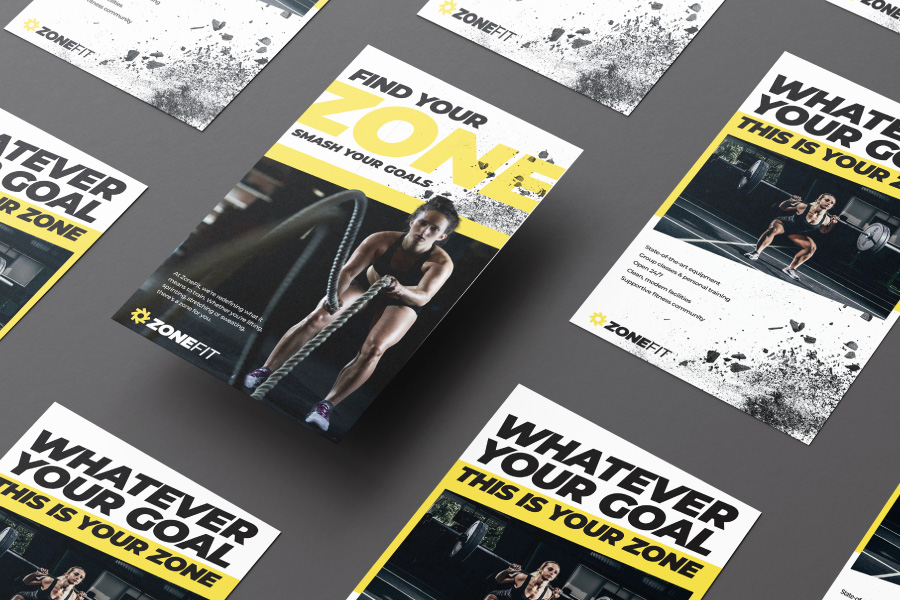 fitness community
ZONEFIT
ZONEFIT
FIND YOUR
ZONE
SMASH YOUR GOALS
At ZoneFit, we're redefining what it
means to train. Whether you're lifting,
spinning, stretching or sweating,
there's a zone for you.
ZONEFIT
WHATEVER
YOUR GOAL
THIS IS YOUR ZONE
State-of-the-art equipment
Group classes & personal training
Open 24/7
Clean, modern facilities
Supportive fitness community
ZONEFIT
WHATEVER
YOUR GOAL
THIS IS YOUR ZONE
WHATEVER
YOUR GOAL
THIS IS YOUR ZONE
WHATEVER
YOUR GOAL
THIS IS YOUR ZONE